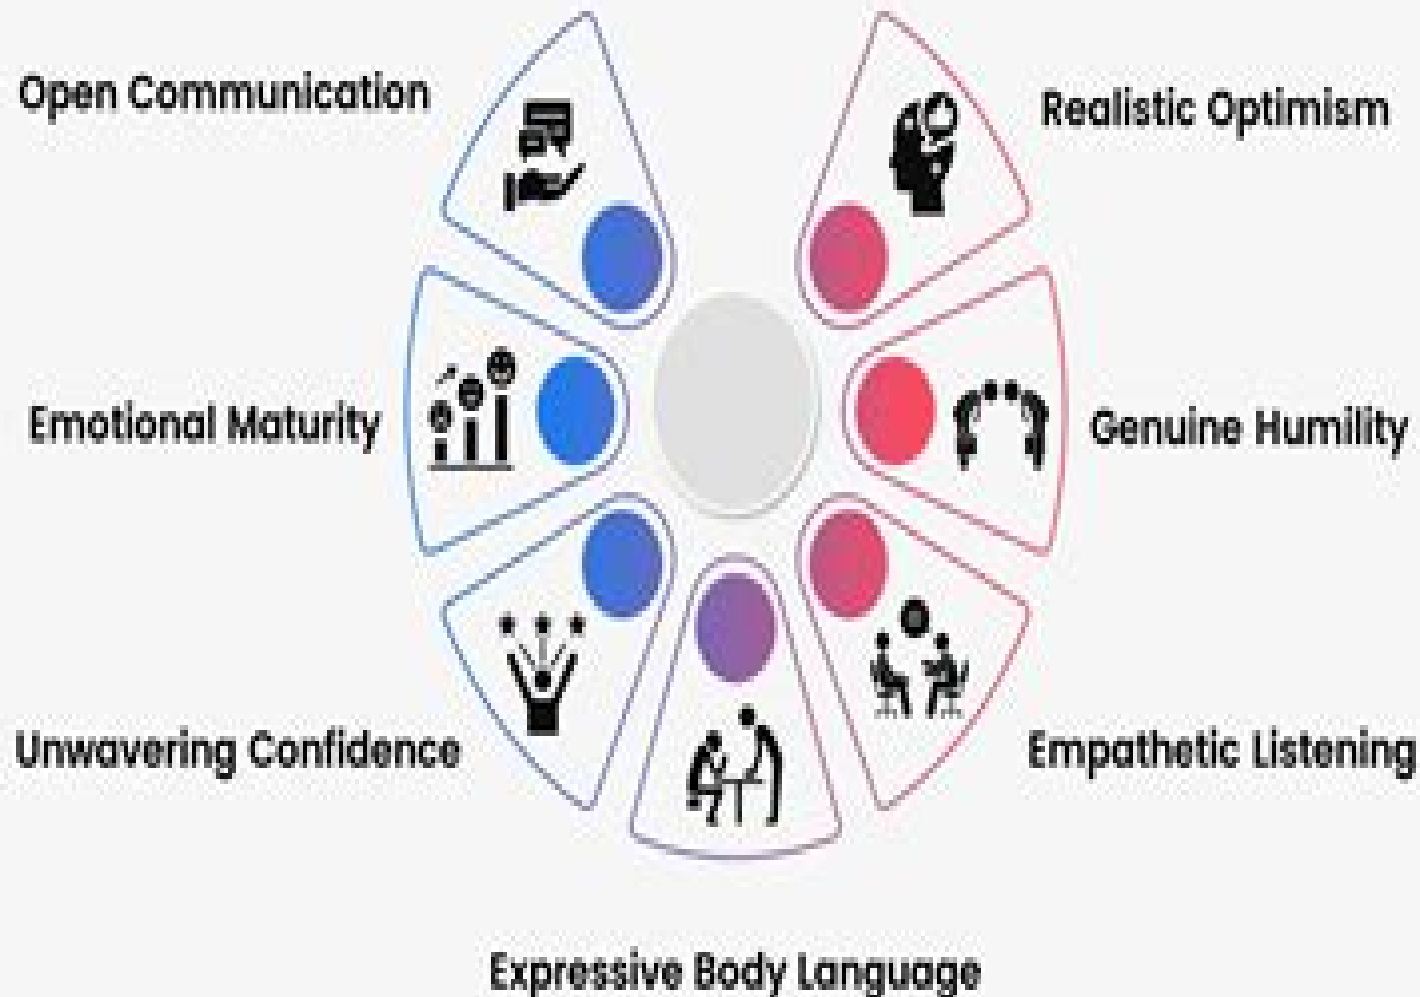 Open Communication
Realistic Optimism
Emotional Maturity
Genuine Humility
Unwavering Confidence
Empathetic Listening
Expressive Body Language